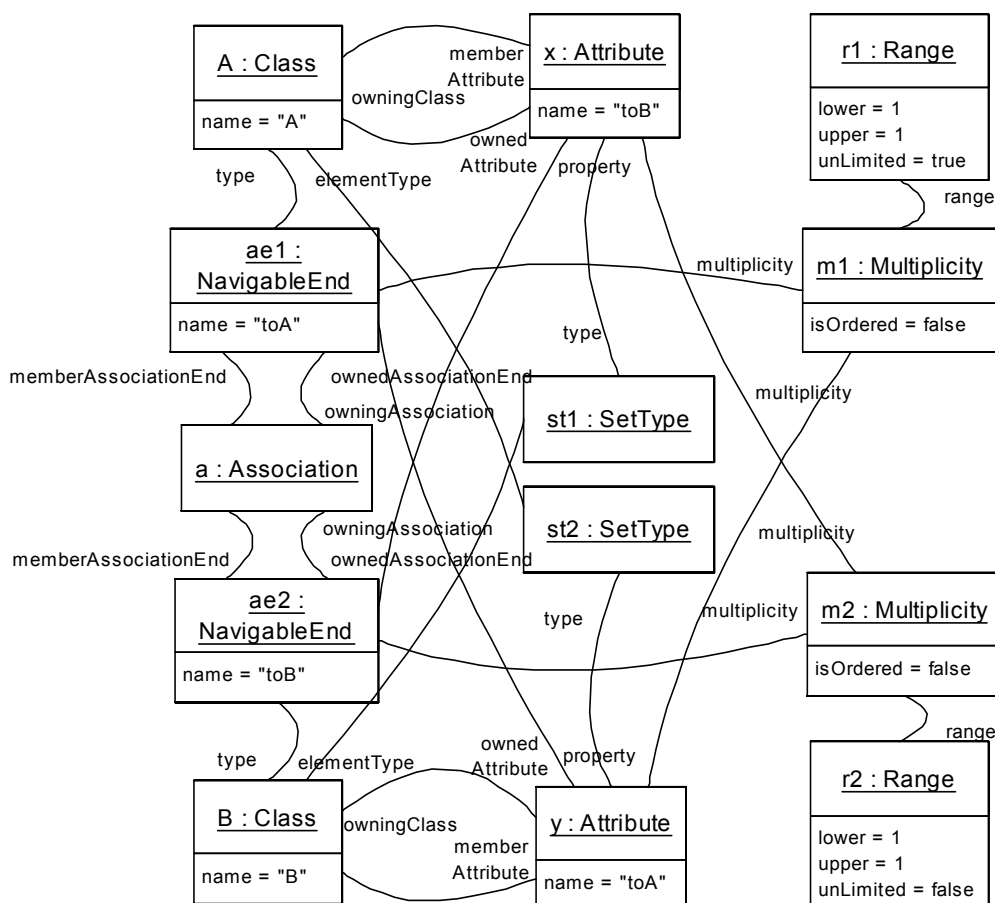 A : Class
name = "A"
member
Attribute
owningClass
owned
Attribute
x : Attribute
name = "toB"
r1 : Range
lower = 1
upper = 1
unLimited = true
type
elementType
property
range
ae1 :
NavigableEnd
name = "toA"
multiplicity
m1 : Multiplicity
isOrdered = false
type
memberAssociationEnd
ownedAssociationEnd
owningAssociation
multiplicity
a : Association
st1 : SetType
st2 : SetType
owningAssociation
memberAssociationEnd
ownedAssociationEnd
multiplicity
ae2 :
NavigableEnd
name = "toB"
type
multiplicity
m2 : Multiplicity
isOrdered = false
type
elementType
owned
Attribute
property
range
B : Class
name = "B"
owningClass
member
Attribute
y : Attribute
name = "toA"
r2 : Range
lower = 1
upper = 1
unLimited = false